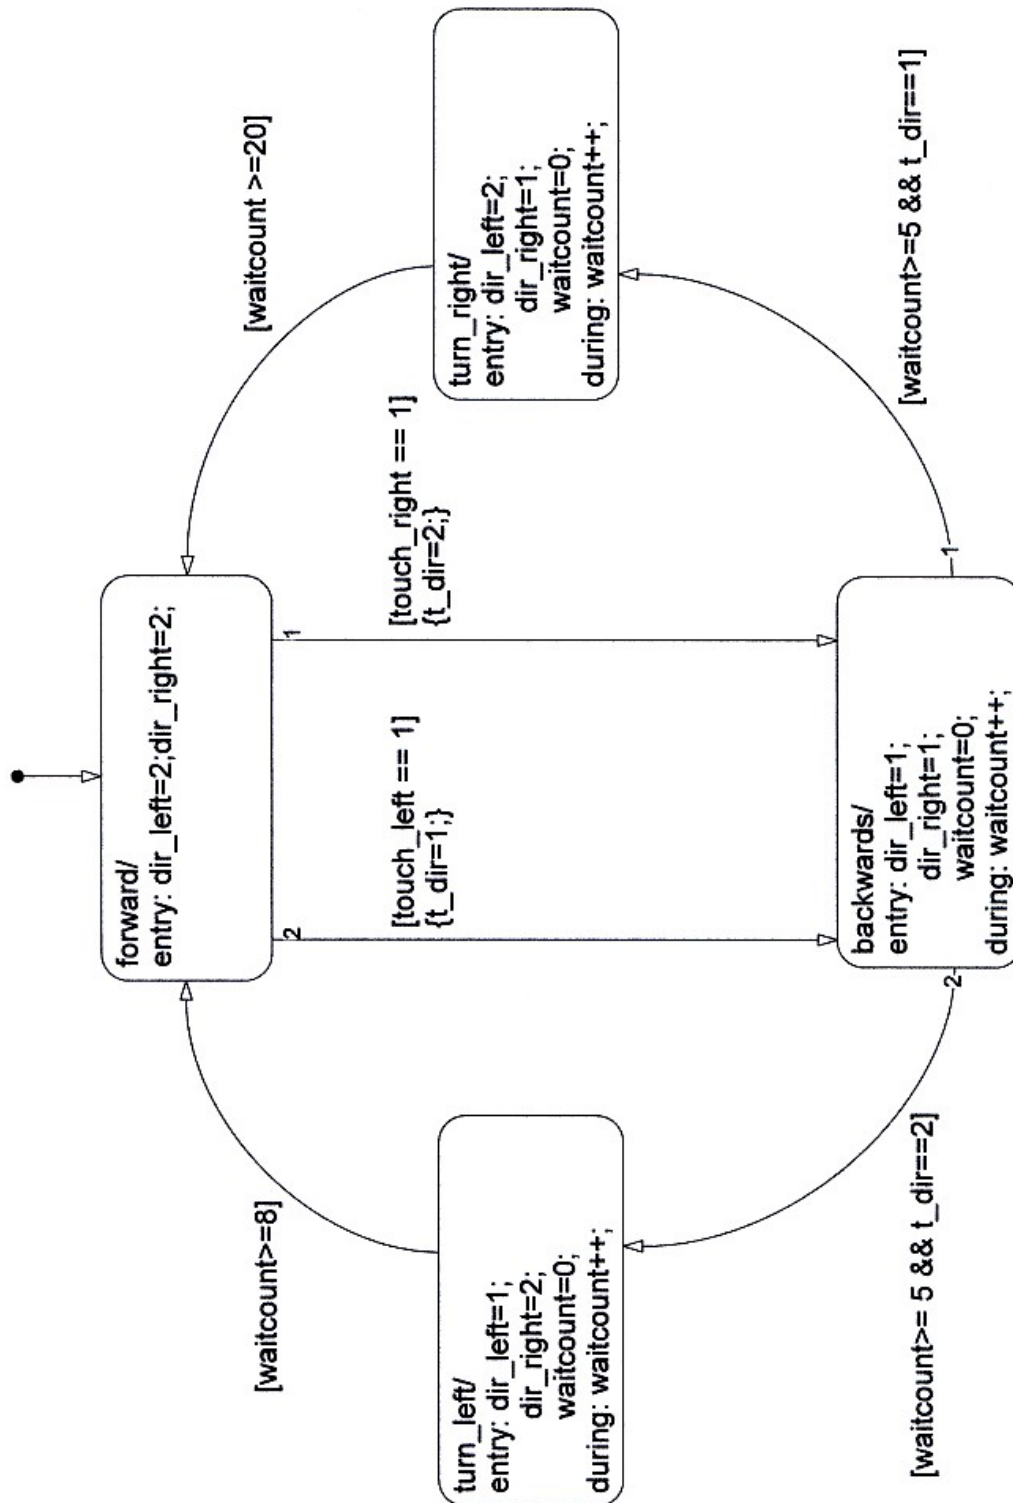 forward/
entry: dir_left=2;dir_right=2;
[waitcount>=8]
[waitcount >=20]
2
1
[touch_left == 1]
{t_dir=1;}
[touch_right == 1]
{t_dir=2;}
turn_left/
entry: dir_left=1;
dir_right=2;
waitcount=0;
during: waitcount++;
turn_right/
entry: dir_left=2;
dir_right=1;
waitcount=0;
during: waitcount++;
backwards/
entry: dir_left=1;
dir_right=1;
waitcount=0;
during: waitcount++;
2
1
[waitcount>= 5 && t_dir==2]
[waitcount>=5 && t_dir==1]